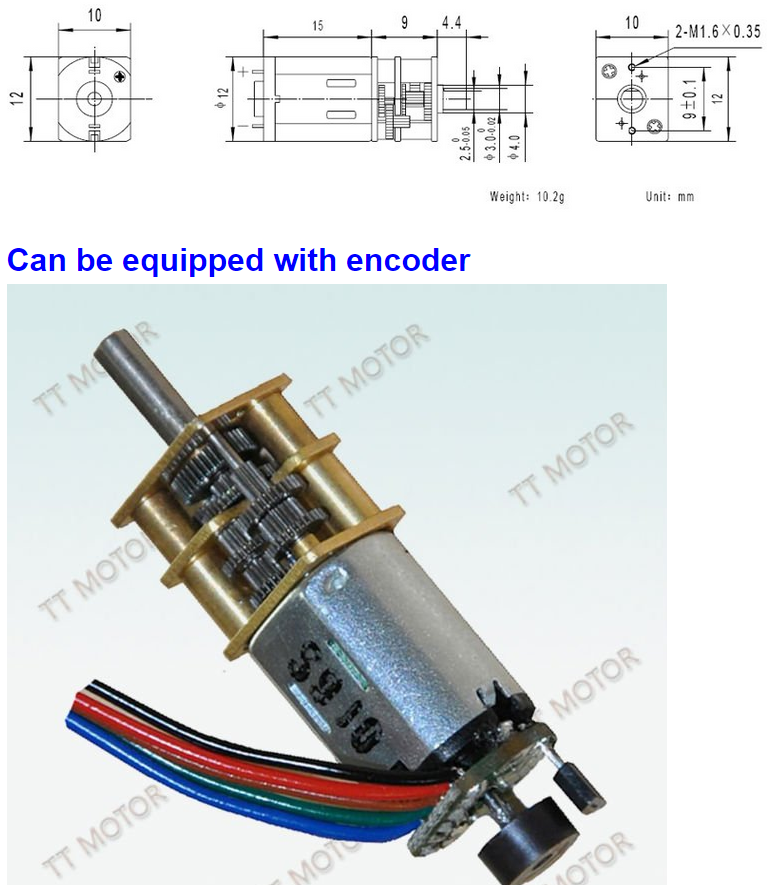 10
15
9
4.4
10
2-M1.6×0.35
12
ϕ12
+
−
2.5 0 -0.05
ϕ3.0 0 -0.02
ϕ4.0
9±0.1
12
Weight: 10.2g
Unit: mm
Can be equipped with encoder
TT MOTOR
TT MOTOR
TT MOTOR
TT MOTOR
TT MOTOR
TT MOTOR
TT MOTOR